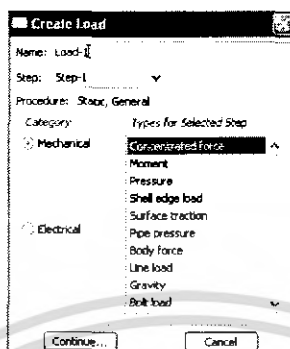 Create Load
Name: Load-1
Step: Step-1
Procedure: Static, General
Category
Types for Selected Step
Mechanical
Electrical
Concentrated force
Moment
Pressure
Shell edge load
Surface traction
Pipe pressure
Body force
Line load
Gravity
Bolt load
Continue...
Cancel